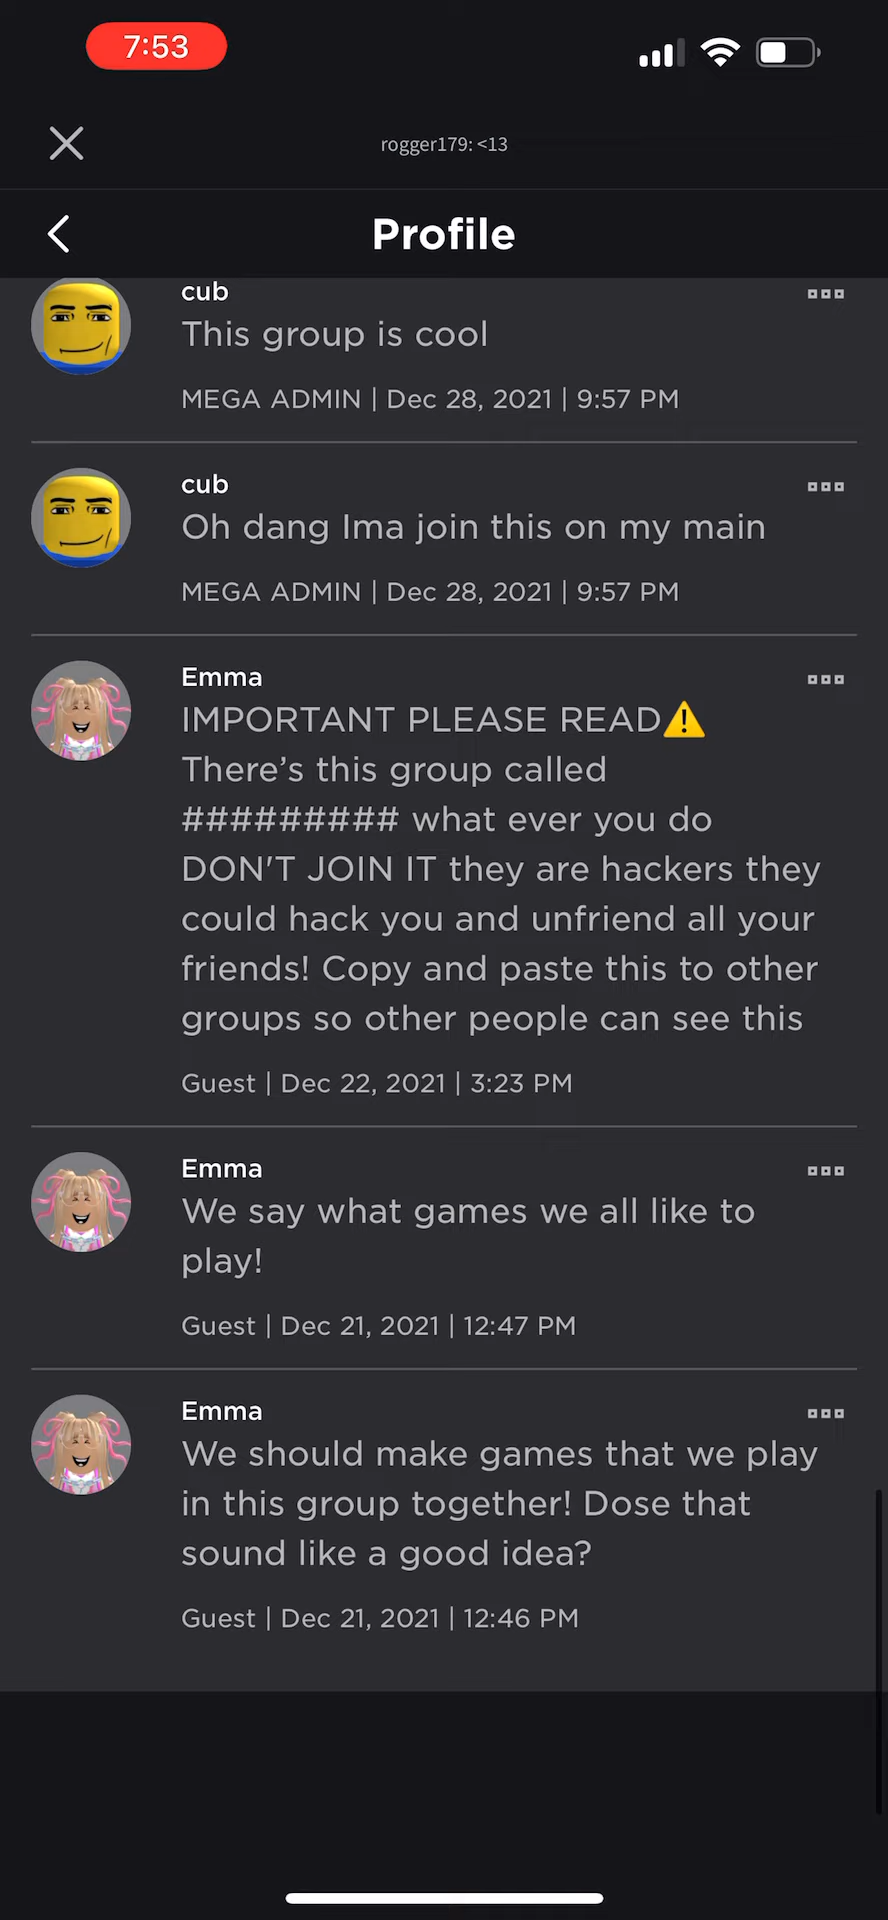 7:53
rogger179: <13
Profile
cub
This group is cool
MEGA ADMIN | Dec 28, 2021 | 9:57 PM
cub
Oh dang Ima join this on my main
MEGA ADMIN | Dec 28, 2021 | 9:57 PM
Emma
IMPORTANT PLEASE READ⚠️
There’s this group called
######### what ever you do
DON'T JOIN IT they are hackers they
could hack you and unfriend all your
friends! Copy and paste this to other
groups so other people can see this
Guest | Dec 22, 2021 | 3:23 PM
Emma
We say what games we all like to
play!
Guest | Dec 21, 2021 | 12:47 PM
Emma
We should make games that we play
in this group together! Dose that
sound like a good idea?
Guest | Dec 21, 2021 | 12:46 PM